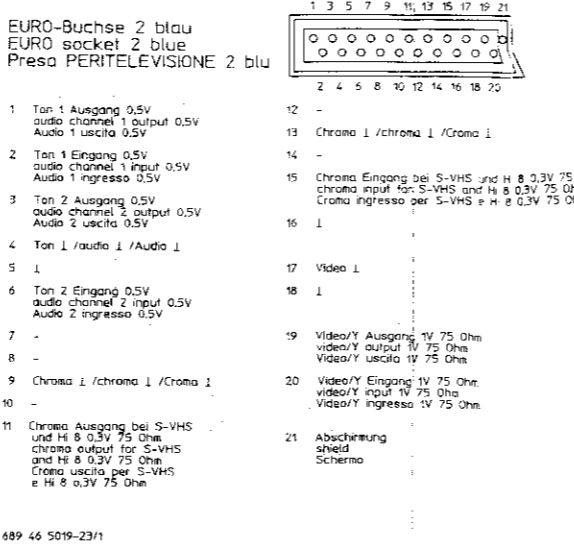 EURO-Buchse 2 blau
EURO socket 2 blue
Presa PERITELEVISIONE 2 blu
1 3 5 7 9 11 13 15 17 19 21
2 4 6 8 10 12 14 16 18 20
1 Ton 1 Ausgang 0,5V
audio channel 1 output 0,5V
Audio 1 uscita 0.5V
2 Ton 1 Eingang 0,5V
audio channel 1 input 0,5V
Audio 1 ingresso 0,5V
3 Ton 2 Ausgang 0,5V
audio channel 2 output 0,5V
Audio 2 uscita 0.5V
4 Ton ⊥ /audio ⊥ /Audio ⊥
5 ⊥
6 Ton 2 Eingang 0,5V
audio channel 2 input 0,5V
Audio 2 ingresso 0,5V
7 -
8 -
9 Chroma ⊥ /chroma ⊥ /Croma ⊥
10 -
11 Chroma Ausgang bei S-VHS
und Hi 8 0,3V 75 Ohm
chroma output for S-VHS
and Hi 8 0,3V 75 Ohm
Croma uscita per S-VHS
e Hi 8 0,3V 75 Ohm
12 -
13 Chroma ⊥ /chroma ⊥ /Croma ⊥
14 -
15 Chroma Eingang bei S-VHS und Hi 8 0,3V 75
chroma input for S-VHS and Hi 8 0,3V 75 Oh
Croma ingresso per S-VHS e Hi 8 0,3V 75 Oh
16 ⊥
17 Video ⊥
18 ⊥
19 Video/Y Ausgang 1V 75 Ohm
video/Y output 1V 75 Ohm
Video/Y uscita 1V 75 Ohm
20 Video/Y Eingang 1V 75 Ohm
video/Y input 1V 75 Ohm
Video/Y ingresso 1V 75 Ohm
21 Abschirmung
shield
Schermo
689 46 5019-23/1